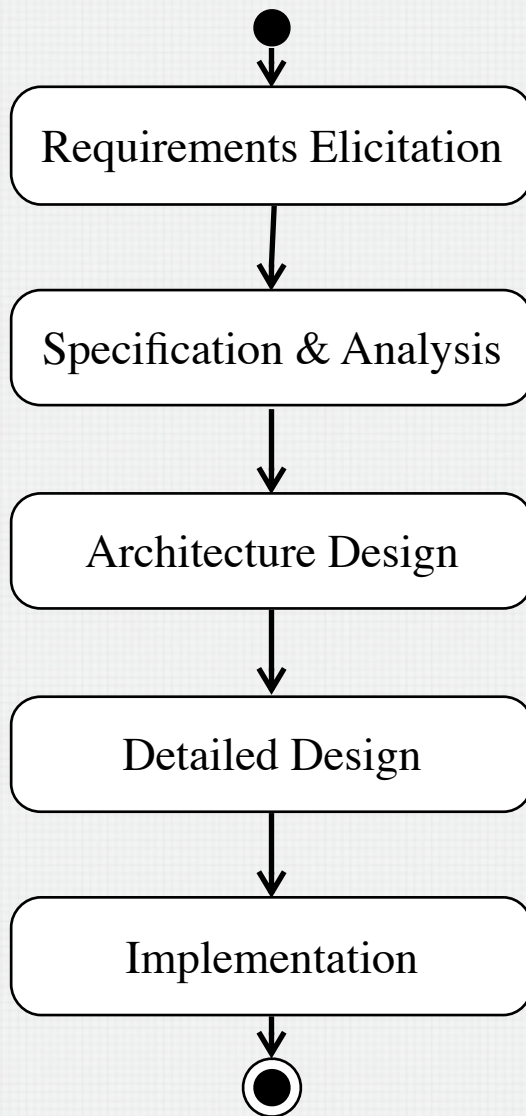 Requirements Elicitation
Specification & Analysis
Architecture Design
Detailed Design
Implementation